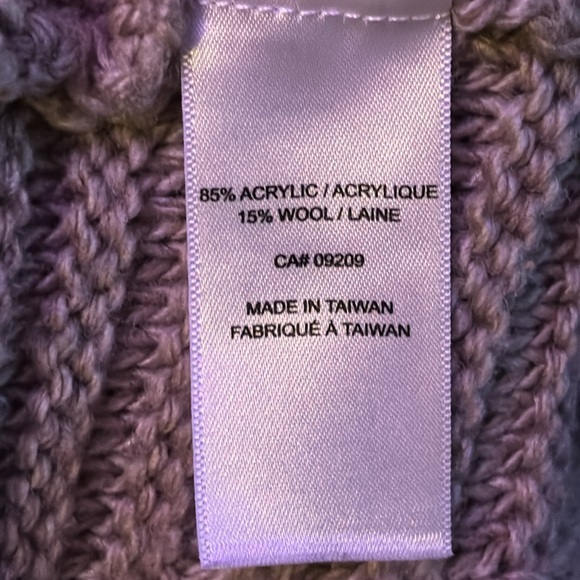 85% ACRYLIC / ACRYLIQUE
15% WOOL / LAINE
CA# 09209
MADE IN TAIWAN
FABRIQUÉ À TAIWAN